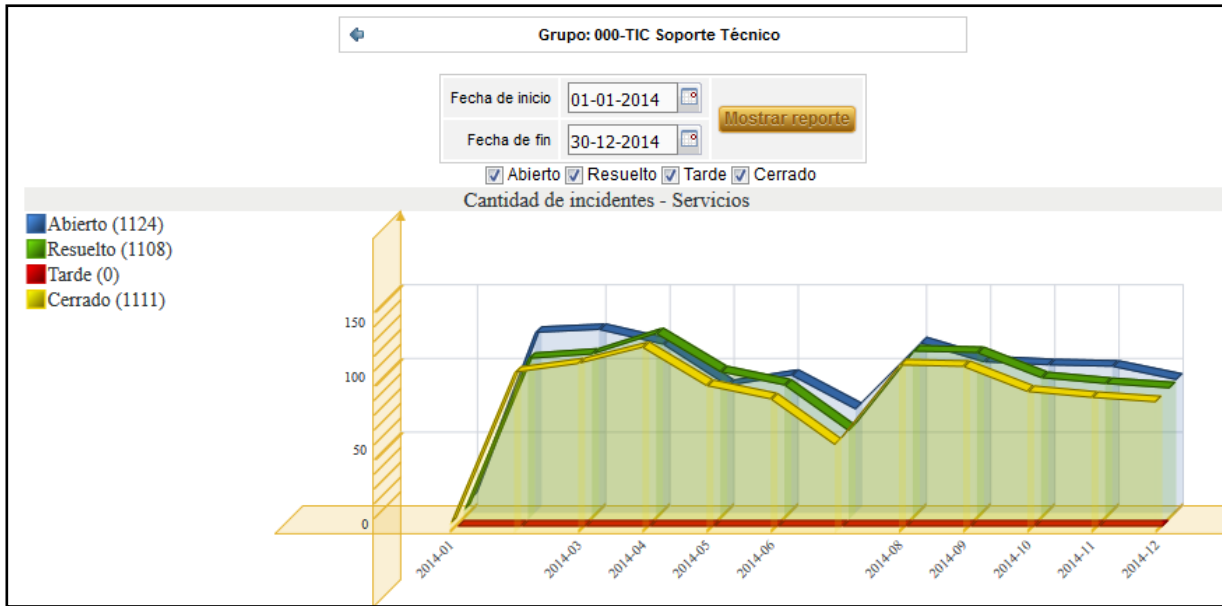 Grupo: 000-TIC Soporte Técnico
Fecha de inicio 01-01-2014
Mostrar reporte
Fecha de fin 30-12-2014
Abierto Resuelto Tarde Cerrado
Cantidad de incidentes - Servicios
Abierto (1124)
Resuelto (1108)
Tarde (0)
Cerrado (1111)
150
100
50
0
2014-01 2014-03 2014-04 2014-05 2014-06 2014-08 2014-09 2014-10 2014-11 2014-12